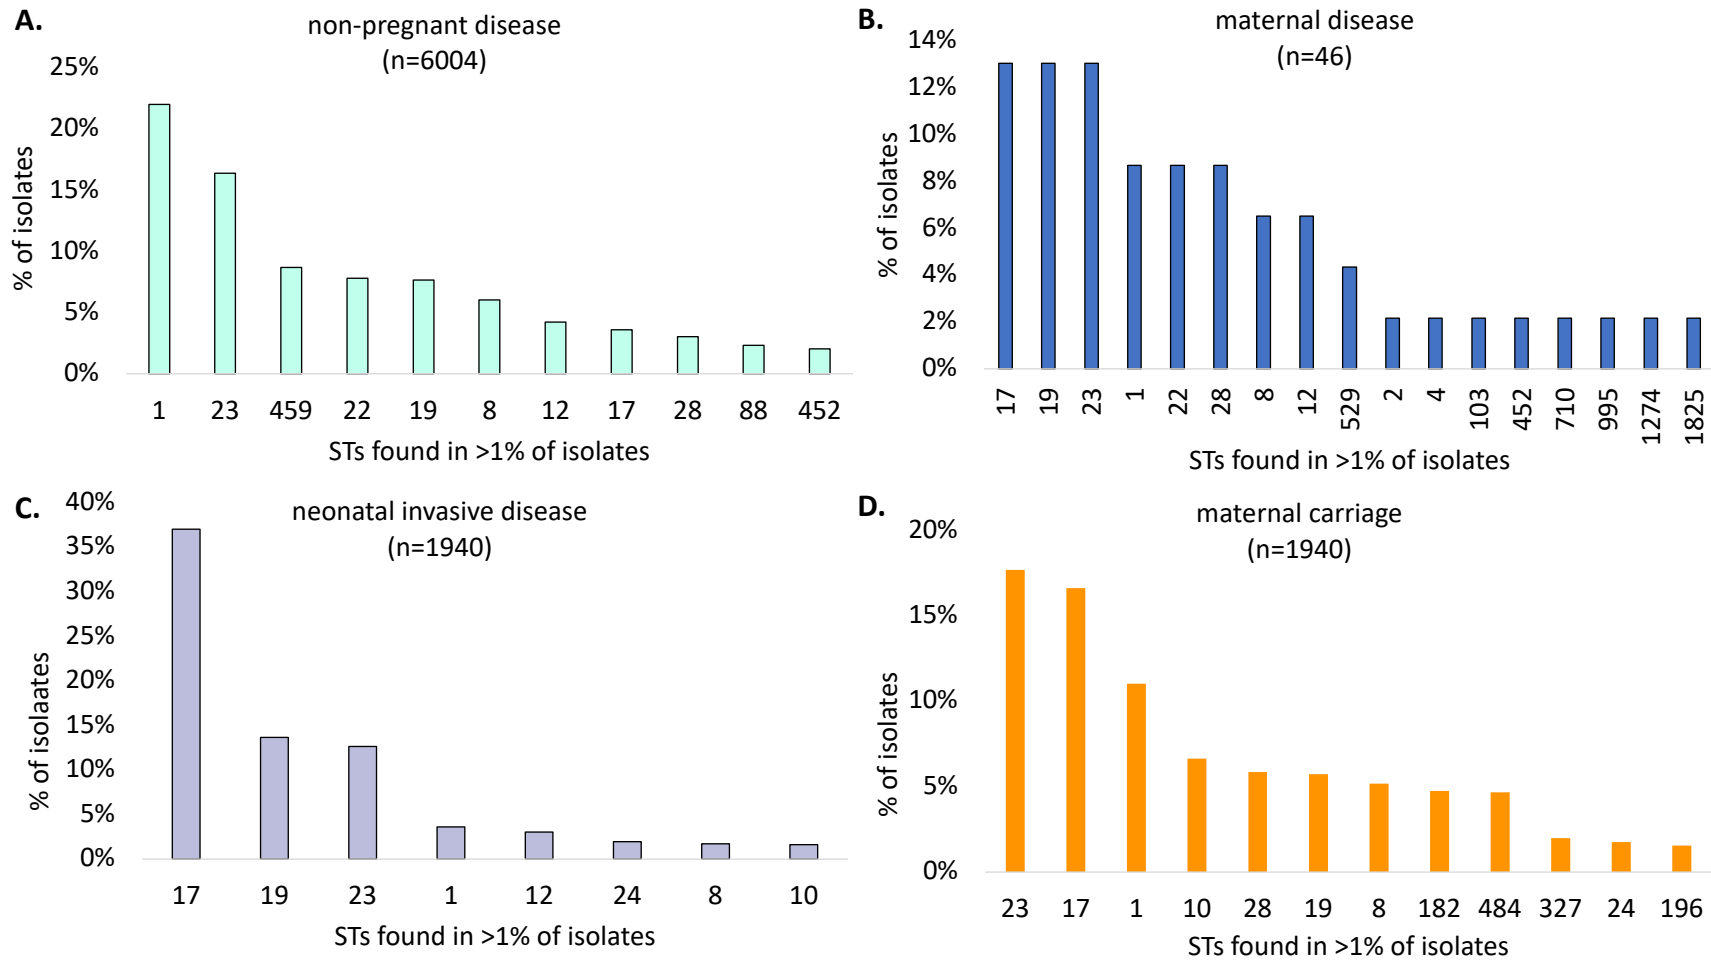 A.
non-pregnant disease
(n=6004)
25%
20%
15%
10%
5%
0%
% of isolates
1 23 459 22 19 8 12 17 28 88 452
STs found in >1% of isolates
B.
maternal disease
(n=46)
14%
12%
10%
8%
6%
4%
2%
0%
% of isolates
17 19 23 1 22 28 8 12 529 2 4 103 452 710 995 1274 1825
STs found in >1% of isolates
C.
neonatal invasive disease
(n=1940)
40%
35%
30%
25%
20%
15%
10%
5%
0%
% of isolaates
17 19 23 1 12 24 8 10
STs found in >1% of isolates
D.
maternal carriage
(n=1940)
20%
15%
10%
5%
0%
% of isolates
23 17 1 10 28 19 8 182 484 327 24 196
STs found in >1% of isolates